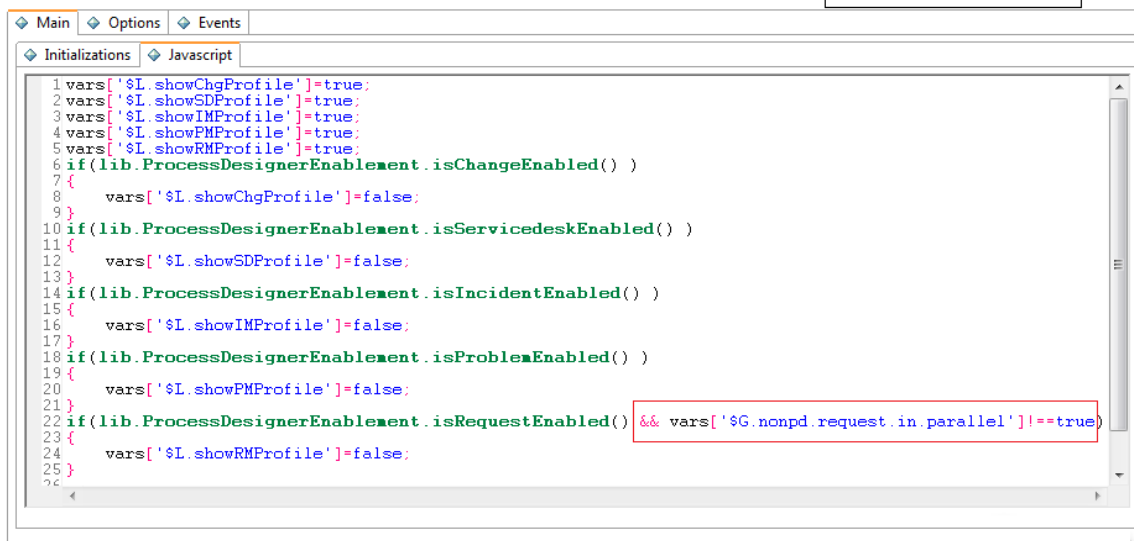 Main Options Events
Initializations Javascript
1 vars['$L.showChgProfile']=true;
2 vars['$L.showSDProfile']=true;
3 vars['$L.showIMProfile']=true;
4 vars['$L.showPMProfile']=true;
5 vars['$L.showRMProfile']=true;
6 if(lib.ProcessDesignerEnablement.isChangeEnabled() )
7 {
8 vars['$L.showChgProfile']=false;
9 }
10 if(lib.ProcessDesignerEnablement.isServicedeskEnabled() )
11 {
12 vars['$L.showSDProfile']=false;
13 }
14 if(lib.ProcessDesignerEnablement.isIncidentEnabled() )
15 {
16 vars['$L.showIMProfile']=false;
17 }
18 if(lib.ProcessDesignerEnablement.isProblemEnabled() )
19 {
20 vars['$L.showPMProfile']=false;
21 }
22 if(lib.ProcessDesignerEnablement.isRequestEnabled() && vars['$G.nonpd.request.in.parallel']!==true)
23 {
24 vars['$L.showRMProfile']=false;
25 }
26